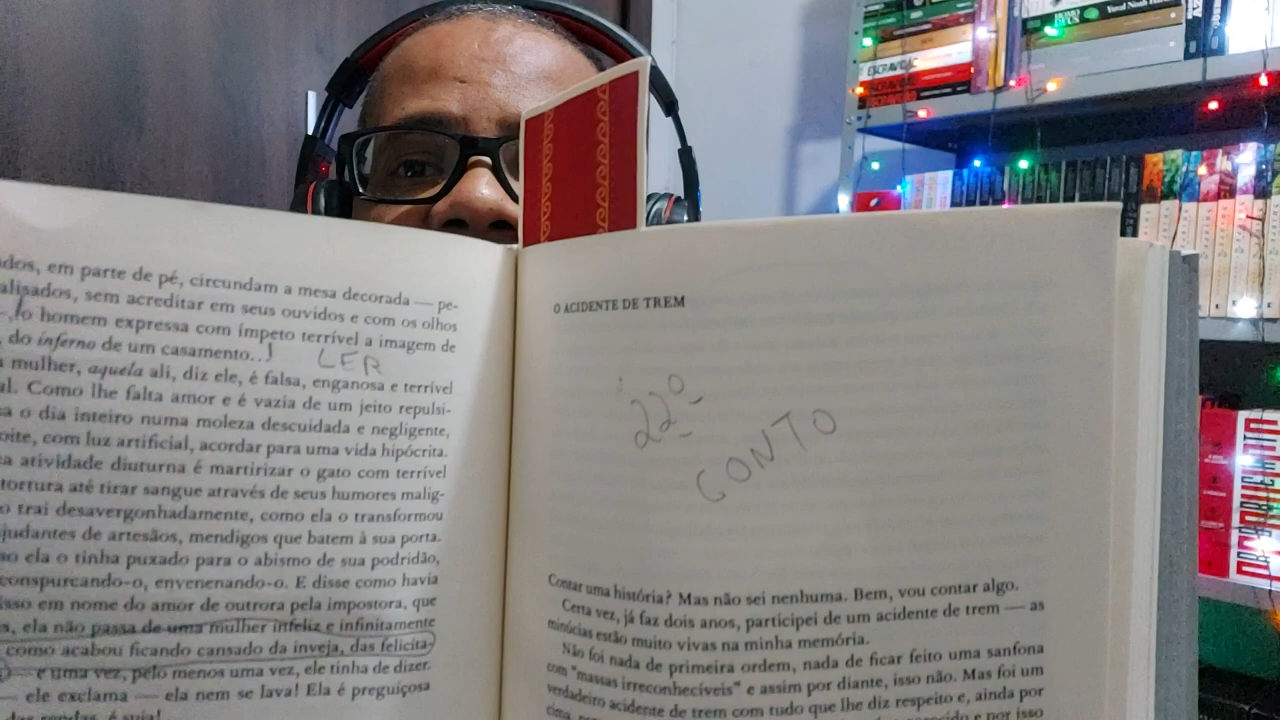 dos, em parte de pé, circundam a mesa decorada — pe-
alisados, sem acreditar em seus ouvidos e com os olhos
o homem expressa com ímpeto terrível a imagem de
do inferno de um casamento...
LER
mulher, aquela ali, diz ele, é falsa, enganosa e terrível
al. Como lhe falta amor e é vazia de um jeito repulsi-
a o dia inteiro numa moleza descuidada e negligente,
oite, com luz artificial, acordar para uma vida hipócrita.
a atividade diuturna é martirizar o gato com terrível
tortura até tirar sangue através de seus humores malig-
o trai desavergonhadamente, como ela o transformou
judantes de artesãos, mendigos que batem à sua porta.
so ela o tinha puxado para o abismo de sua podridão,
conspurcando-o, envenenando-o. E disse como havia
isso em nome do amor de outrora pela impostora, que
s, ela não passa de uma mulher infeliz e infinitamente
como acabou ficando cansado da inveja, das felicita-
— e uma vez, pelo menos uma vez, ele tinha de dizer.
— ele exclama — ela nem se lava! Ela é preguiçosa
O ACIDENTE DE TREM
22º
CONTO
Contar uma história? Mas não sei nenhuma. Bem, vou contar algo.
Certa vez, já faz dois anos, participei de um acidente de trem — as
minúcias estão muito vivas na minha memória.
Não foi nada de primeira ordem, nada de ficar feito uma sanfona
com "massas irreconhecíveis" e assim por diante, isso não. Mas foi um
verdadeiro acidente de trem com tudo que lhe diz respeito e, ainda por
HOMO
DEUS
ESCRAVIDÃO